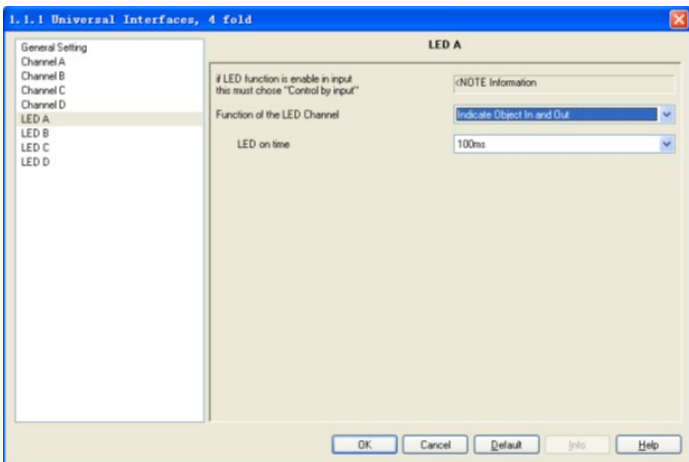 1.1.1 Universal Interfaces, 4 fold
General Setting
Channel A
Channel B
Channel C
Channel D
LED A
LED B
LED C
LED D
LED A
if LED function is enable in input
this must chose "Control by input"
<NOTE Information
Function of the LED Channel
Indicate Object In and Out
LED on time
100ms
OK
Cancel
Default
Info
Help